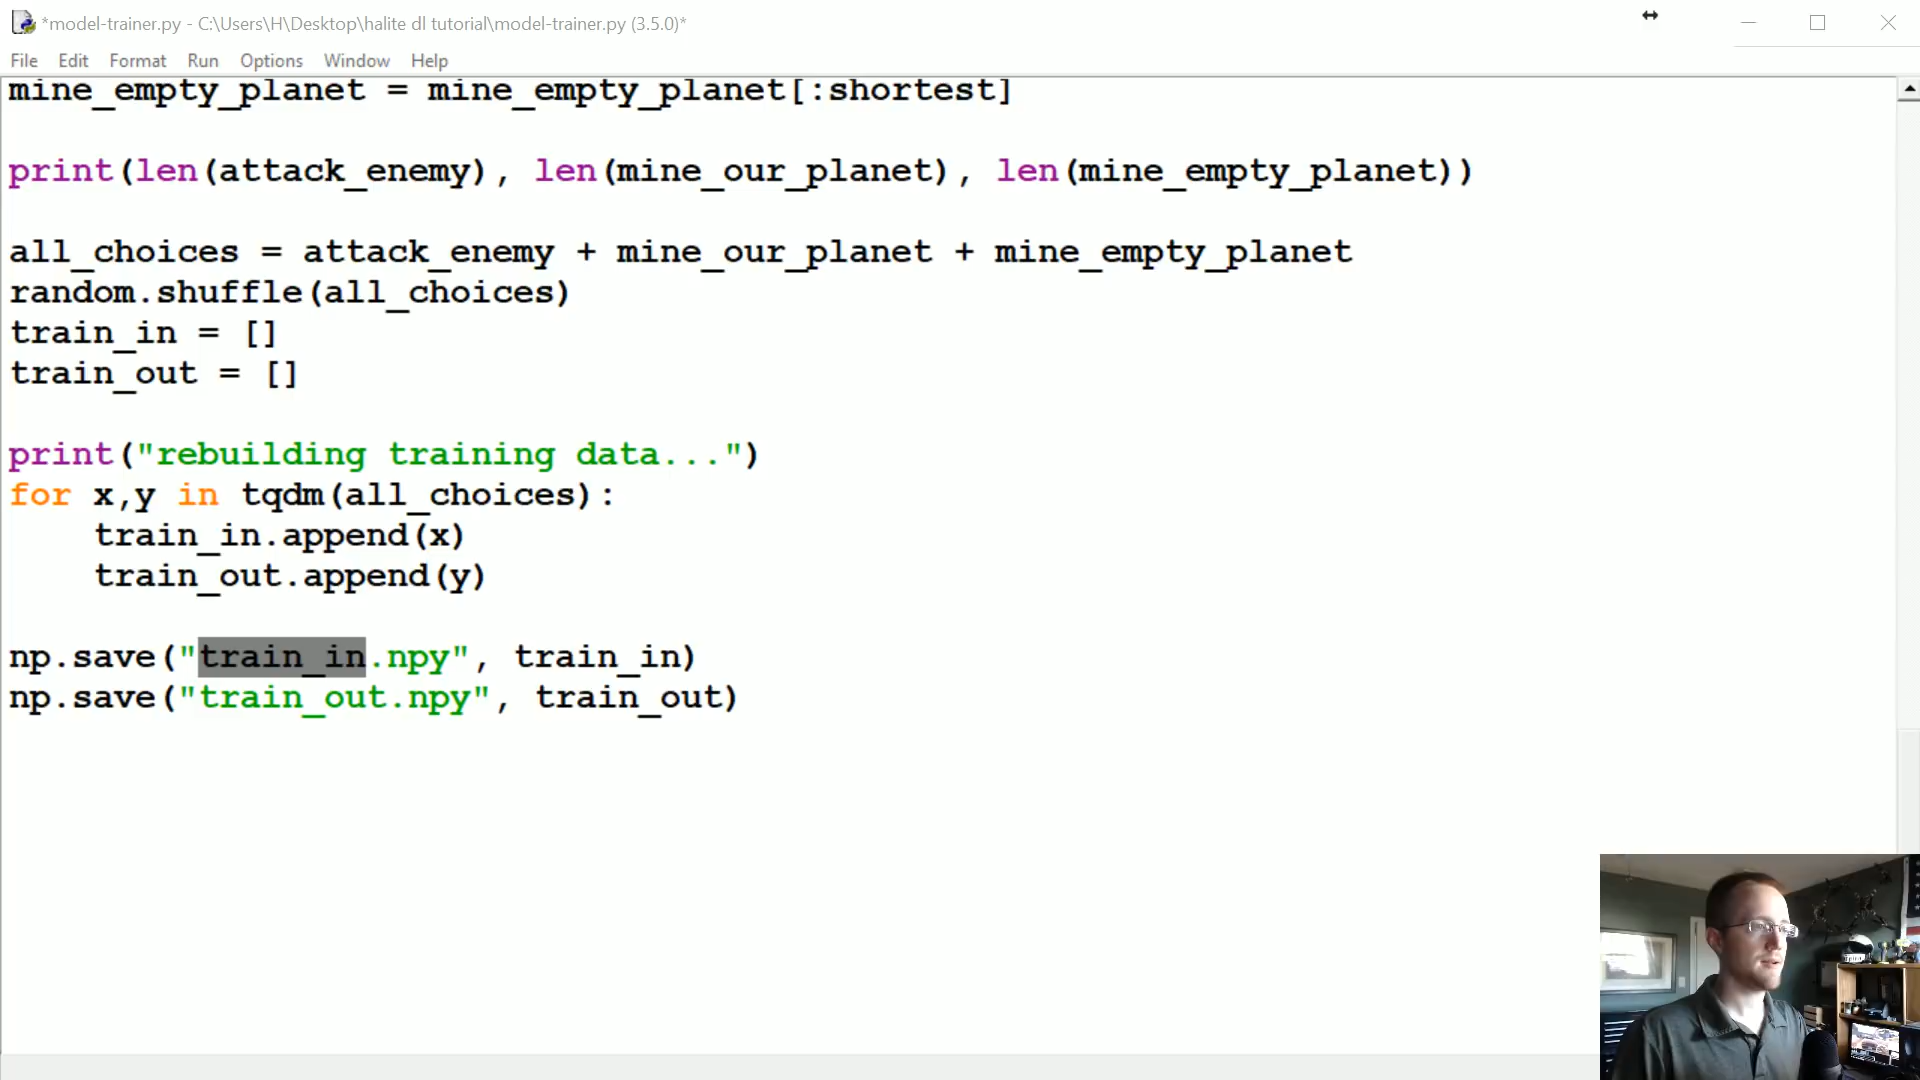 *model-trainer.py - C:\Users\H\Desktop\halite dl tutorial\model-trainer.py (3.5.0)*
File Edit Format Run Options Window Help
mine_empty_planet = mine_empty_planet[:shortest]
print(len(attack_enemy), len(mine_our_planet), len(mine_empty_planet))
all_choices = attack_enemy + mine_our_planet + mine_empty_planet
random.shuffle(all_choices)
train_in = []
train_out = []
print("rebuilding training data...")
for x,y in tqdm(all_choices):
    train_in.append(x)
    train_out.append(y)
np.save("train_in.npy", train_in)
np.save("train_out.npy", train_out)